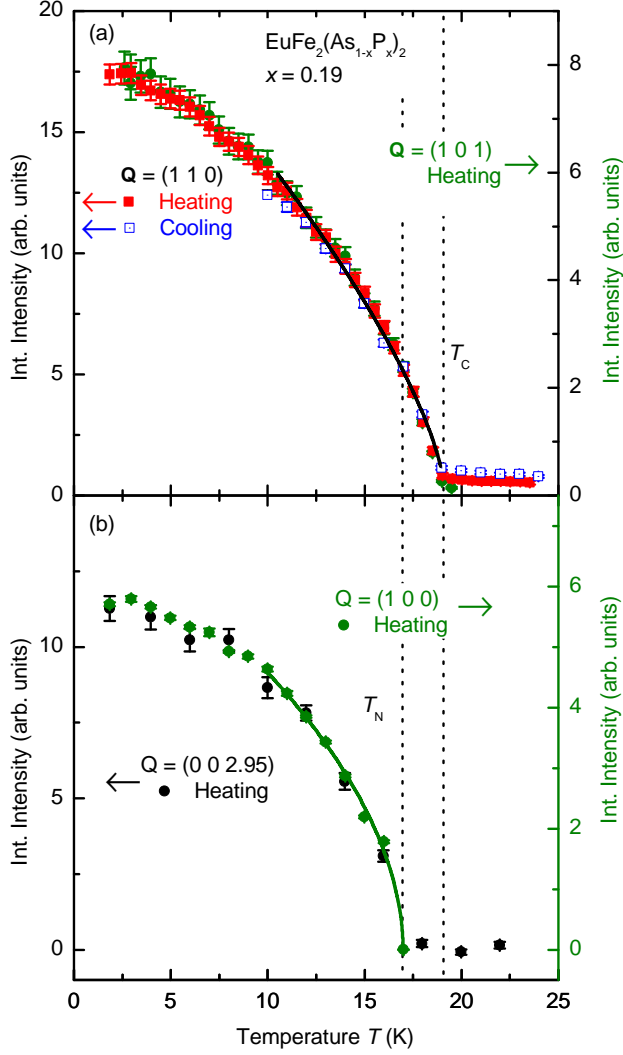 (a)
EuFe₂(As₁₋ₓPₓ)₂
x = 0.19
20
15
10
5
0
Int. Intensity (arb. units)
Q = (1 1 0)
Heating
Cooling
Q = (1 0 1)
Heating
T_C
8
6
4
2
0
Int. Intensity (arb. units)
(b)
10
5
0
Int. Intensity (arb. units)
Q = (1 0 0)
Heating
T_N
Q = (0 0 2.95)
Heating
6
4
2
0
Int. Intensity (arb. units)
0 5 10 15 20 25
Temperature T (K)